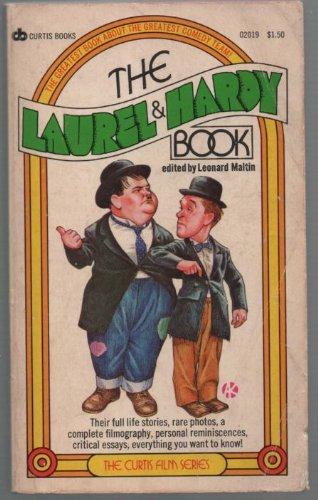 CURTIS BOOKS
02019 $1.50
THE GREATEST BOOK ABOUT THE GREATEST COMEDY TEAM!
THE
LAUREL & HARDY
BOOK
edited by Leonard Maltin
AK
Their full life stories, rare photos, a
complete filmography, personal reminiscences,
critical essays, everything you want to know!
THE CURTIS FILM SERIES